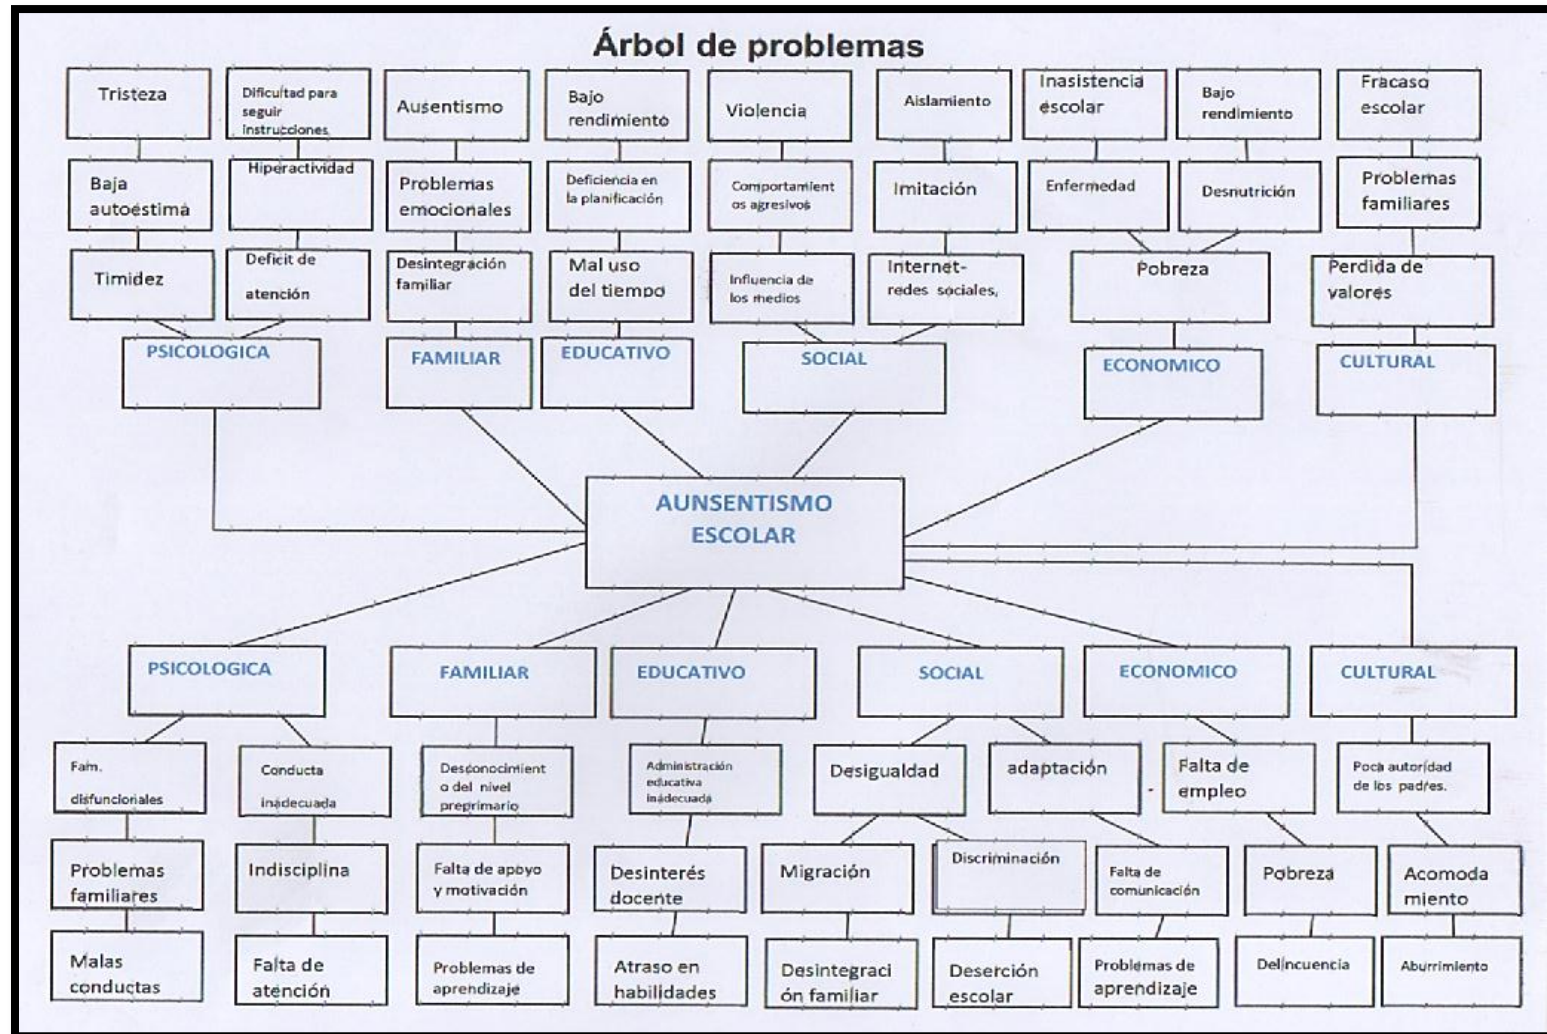 Árbol de problemas
Tristeza
Dificultad para
seguir
instrucciones
Ausentismo
Bajo
rendimiento
Violencia
Aislamiento
Inasistencia
escolar
Bajo
rendimiento
Fracaso
escolar
Baja
autoestima
Hiperactividad
Problemas
emocionales
Deficiencia en
la planificación
Comportamient
os agresivos
Imitación
Enfermedad
Desnutrición
Problemas
familiares
Timidez
Deficit de
atención
Desintegración
familiar
Mal uso
del tiempo
Influencia de
los medios
Internet-
redes sociales,
Pobreza
Perdida de
valores
PSICOLOGICA
FAMILIAR
EDUCATIVO
SOCIAL
ECONOMICO
CULTURAL
AUNSENTISMO
ESCOLAR
PSICOLOGICA
FAMILIAR
EDUCATIVO
SOCIAL
ECONOMICO
CULTURAL
Fam.
disfuncionales
Conducta
inadecuada
Desconocimient
o del nivel
preprimario
Administración
educativa
inadecuada
Desigualdad
adaptación
Falta de
empleo
Poca autoridad
de los padres.
Problemas
familiares
Indisciplina
Falta de apoyo
y motivación
Desinterés
docente
Migración
Discriminación
Falta de
comunicación
Pobreza
Acomoda
miento
Malas
conductas
Falta de
atención
Problemas de
aprendizaje
Atraso en
habilidades
Desintegraci
ón familiar
Deserción
escolar
Problemas de
aprendizaje
Delincuencia
Aburrimiento